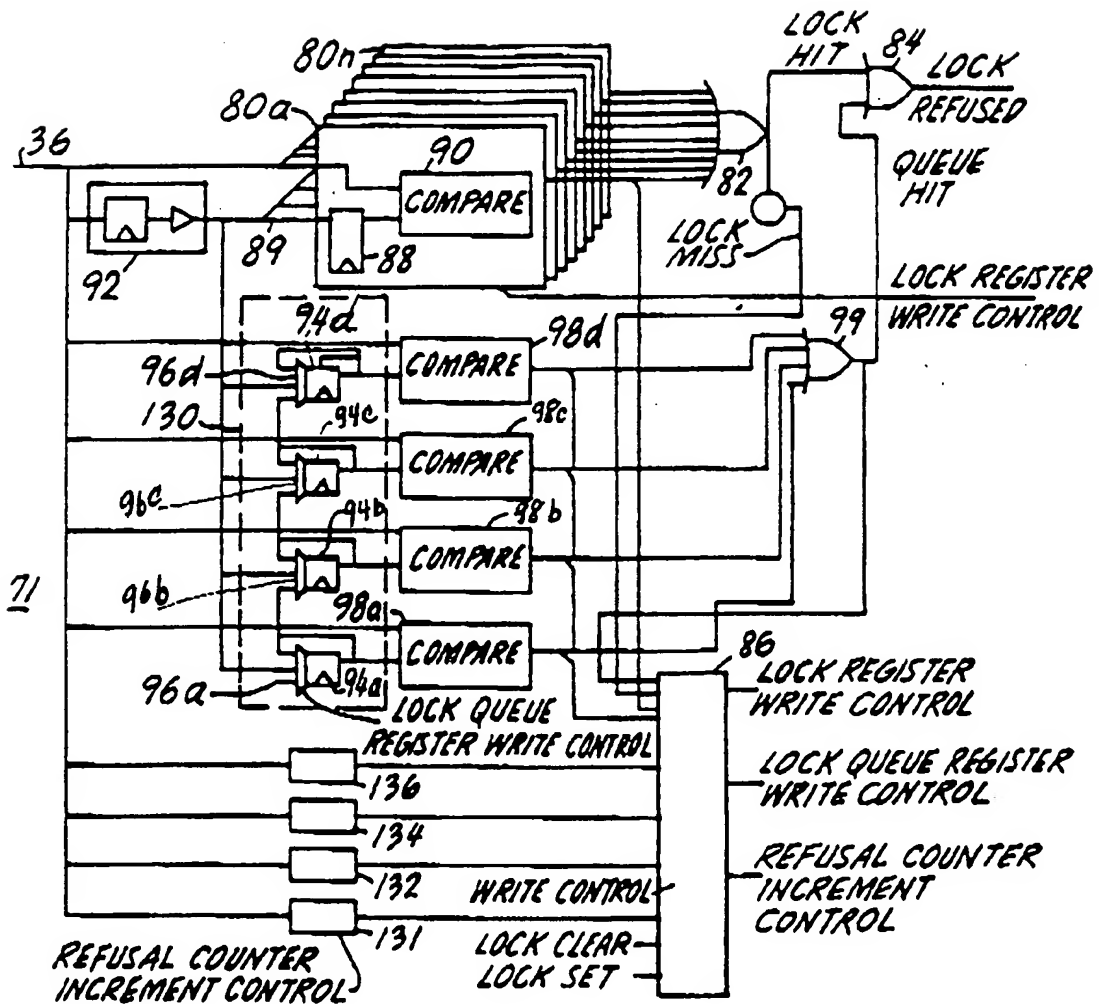 80n
LOCK
HIT
84
LOCK
REFUSED
80a
36
90
COMPARE
82
QUEUE
HIT
LOCK
MISS
92
89
88
94d
LOCK REGISTER
WRITE CONTROL
98d
99
96d
COMPARE
130
94c
98c
COMPARE
96c
94b
98b
COMPARE
71
96b
98a
COMPARE
86
96a
94a
LOCK QUEUE
REGISTER WRITE CONTROL
LOCK REGISTER
WRITE CONTROL
136
LOCK QUEUE REGISTER
WRITE CONTROL
134
132
WRITE CONTROL
REFUSAL COUNTER
INCREMENT
CONTROL
131
LOCK CLEAR
LOCK SET
REFUSAL COUNTER
INCREMENT CONTROL